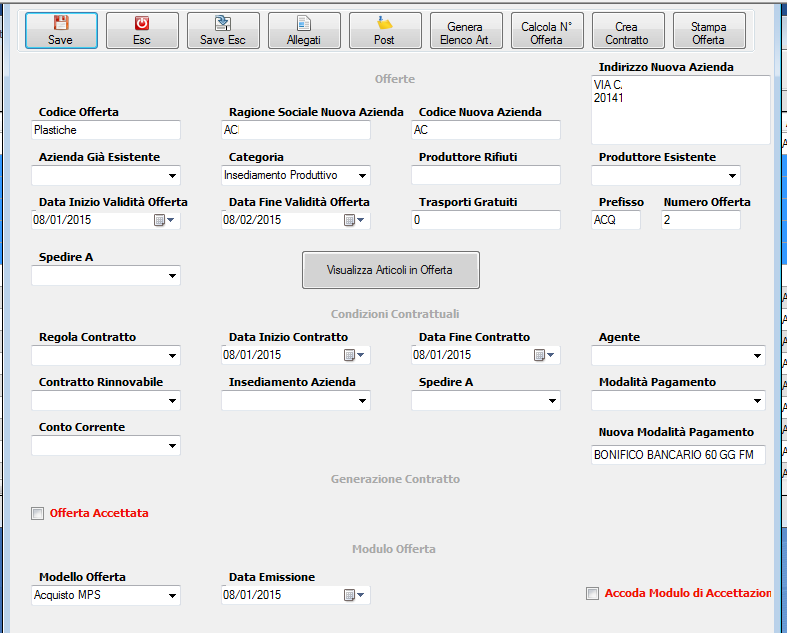 Save
Esc
Save Esc
Allegati
Post
Genera
Elenco Art.
Calcola N°
Offerta
Crea
Contratto
Stampa
Offerta
Offerte
Indirizzo Nuova Azienda
VIA C.
20141
Codice Offerta
Ragione Sociale Nuova Azienda
Codice Nuova Azienda
Plastiche
AC
AC
Azienda Già Esistente
Categoria
Produttore Rifiuti
Produttore Esistente
Insediamento Produttivo
Data Inizio Validità Offerta
Data Fine Validità Offerta
Trasporti Gratuiti
Prefisso
Numero Offerta
08/01/2015
08/02/2015
0
ACQ
2
Spedire A
Visualizza Articoli in Offerta
Condizioni Contrattuali
Regola Contratto
Data Inizio Contratto
Data Fine Contratto
Agente
08/01/2015
08/01/2015
Contratto Rinnovabile
Insediamento Azienda
Spedire A
Modalità Pagamento
Conto Corrente
Nuova Modalità Pagamento
BONIFICO BANCARIO 60 GG FM
Generazione Contratto
Offerta Accettata
Modulo Offerta
Modello Offerta
Data Emissione
Acquisto MPS
08/01/2015
Accoda Modulo di Accettazion